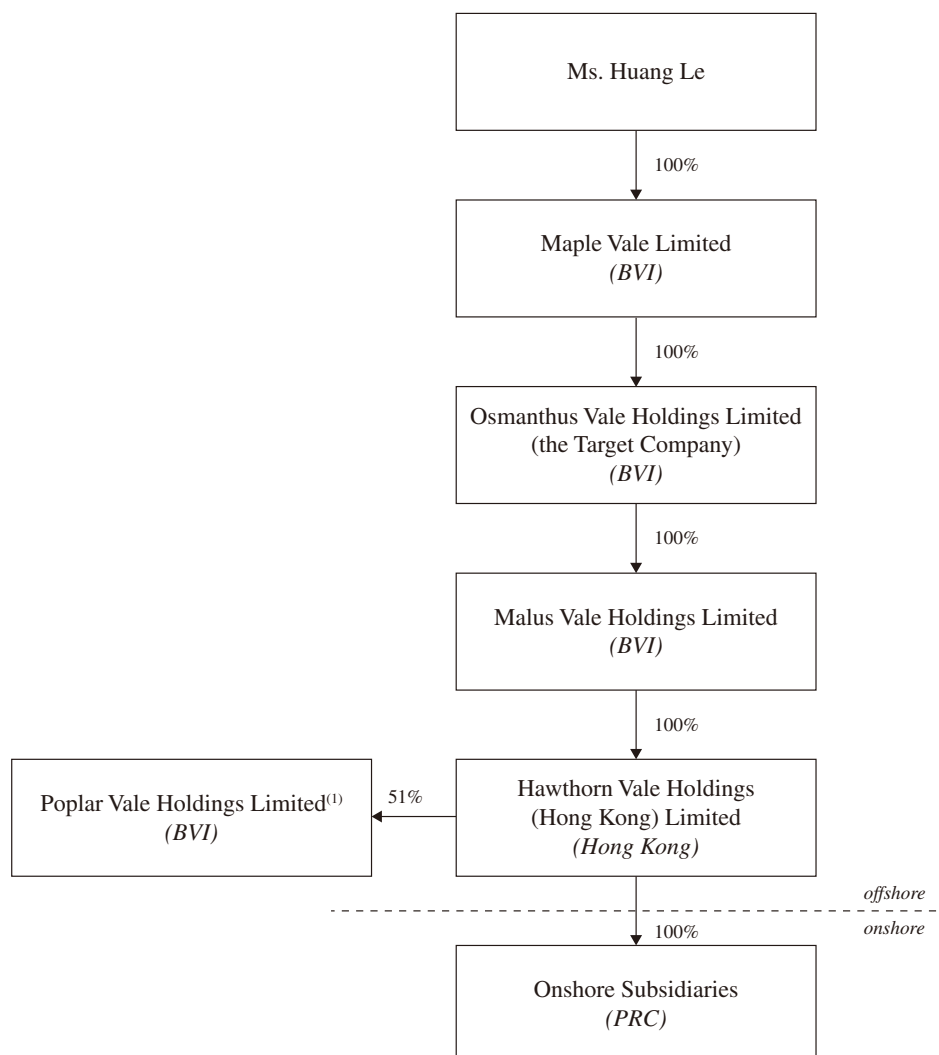 Ms. Huang Le
100%
Maple Vale Limited
(BVI)
100%
Osmanthus Vale Holdings Limited
(the Target Company)
(BVI)
100%
Malus Vale Holdings Limited
(BVI)
100%
Poplar Vale Holdings Limited(1)
(BVI)
51%
Hawthorn Vale Holdings
(Hong Kong) Limited
(Hong Kong)
offshore
onshore
100%
Onshore Subsidiaries
(PRC)